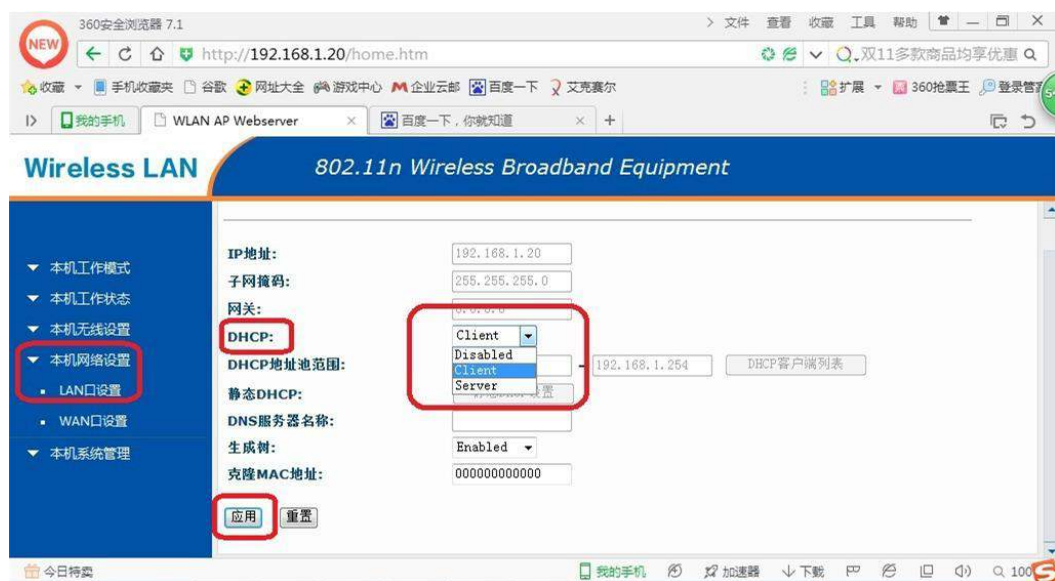 NEW 360安全浏览器 7.1 文件 查看 收藏 工具 帮助
http://192.168.1.20/home.htm 双11多款商品均享优惠
收藏 手机收藏夹 谷歌 网址大全 游戏中心 企业云邮 百度一下 艾克赛尔 扩展 360抢票王 登录管
我的手机 WLAN AP Webserver × 百度一下，你就知道 × +
Wireless LAN 802.11n Wireless Broadband Equipment
IP地址: 192.168.1.20
本机工作模式
子网掩码: 255.255.255.0
本机工作状态
网关: 0.0.0.0
本机无线设置
DHCP: Client
Disabled
本机网络设置
DHCP地址池范围: Client - 192.168.1.254 DHCP客户端列表
Server
LAN口设置
静态DHCP:
WAN口设置
DNS服务器名称:
本机系统管理
生成树: Enabled
克隆MAC地址: 000000000000
应用 重置
今日特卖 我的手机 加速器 下载 100